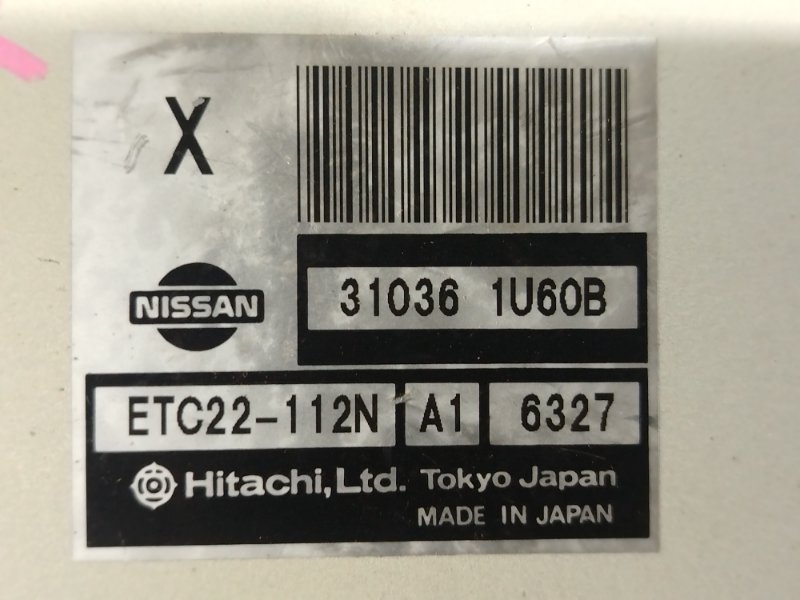 X
NISSAN
31036 1U60B
ETC22-112N A1 6327
Hitachi, Ltd. Tokyo Japan
MADE IN JAPAN